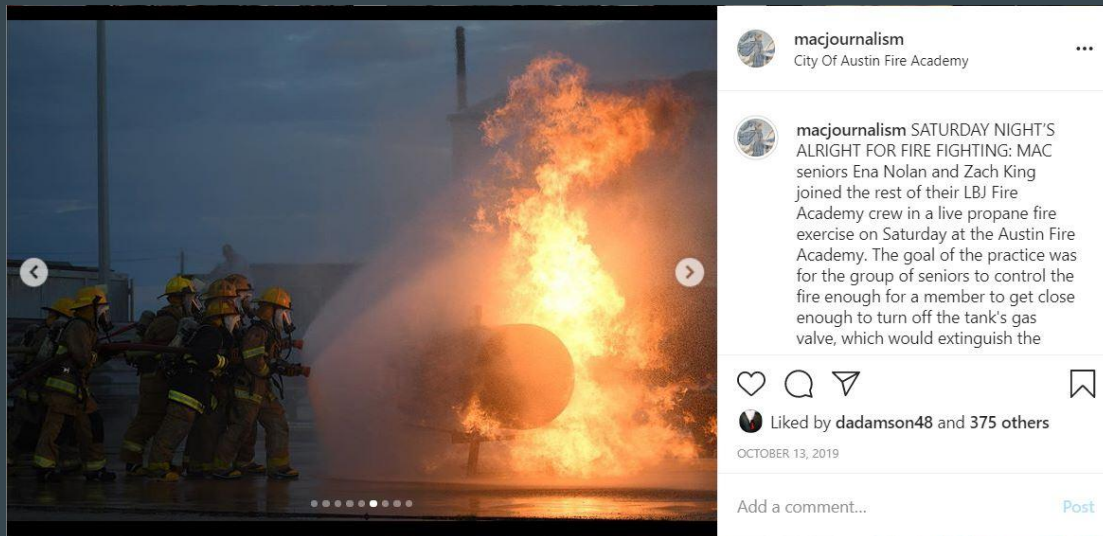 macjournalism
City Of Austin Fire Academy
macjournalism SATURDAY NIGHT'S
ALRIGHT FOR FIRE FIGHTING: MAC
seniors Ena Nolan and Zach King
joined the rest of their LBJ Fire
Academy crew in a live propane fire
exercise on Saturday at the Austin Fire
Academy. The goal of the practice was
for the group of seniors to control the
fire enough for a member to get close
enough to turn off the tank's gas
valve, which would extinguish the
Liked by dadamson48 and 375 others
OCTOBER 13, 2019
Add a comment...
Post